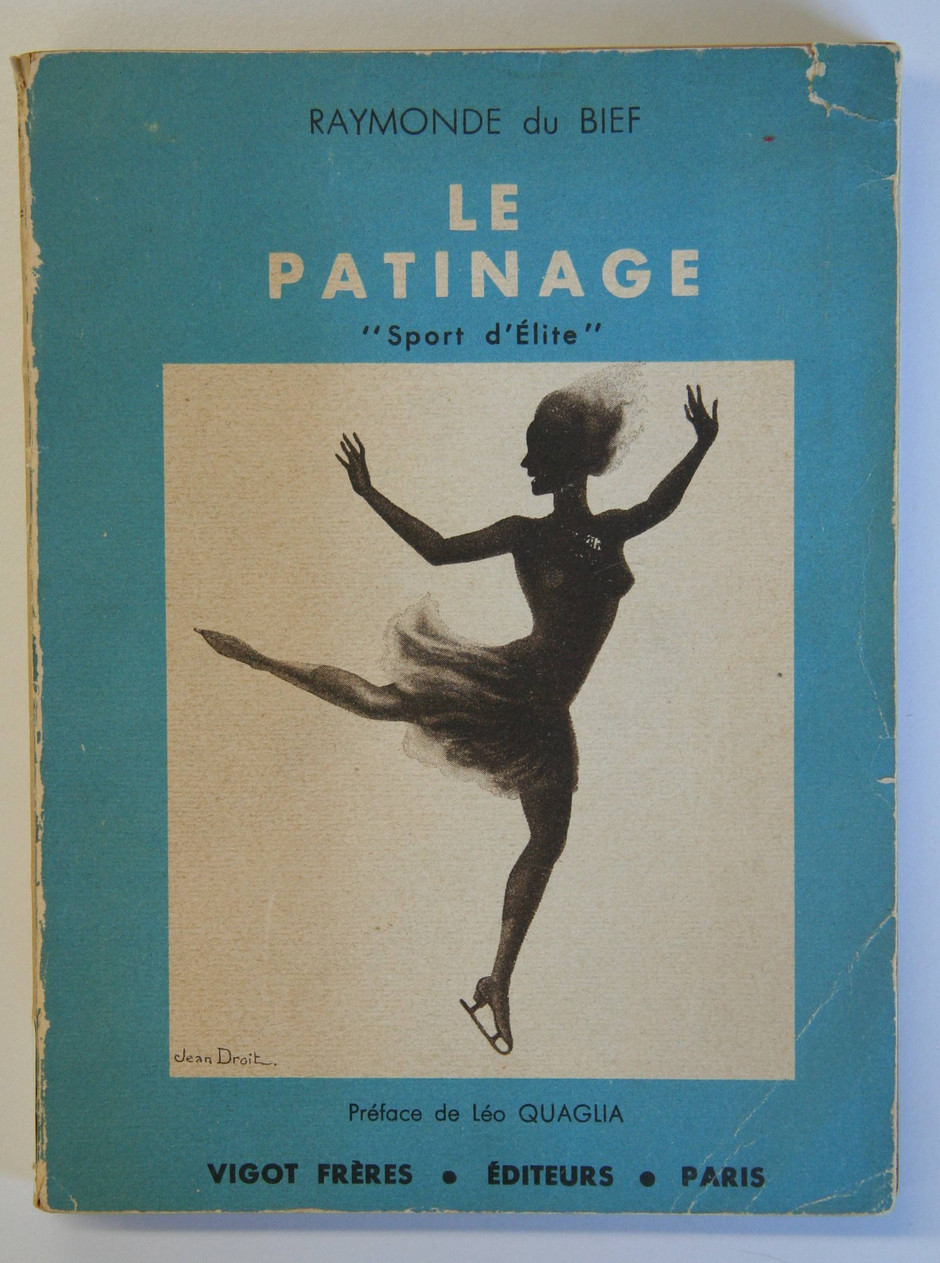 RAYMONDE du BIEF
LE
PATINAGE
"Sport d'Élite"
Jean Droit.
Préface de Léo QUAGLIA
VIGOT FRÈRES • ÉDITEURS • PARIS